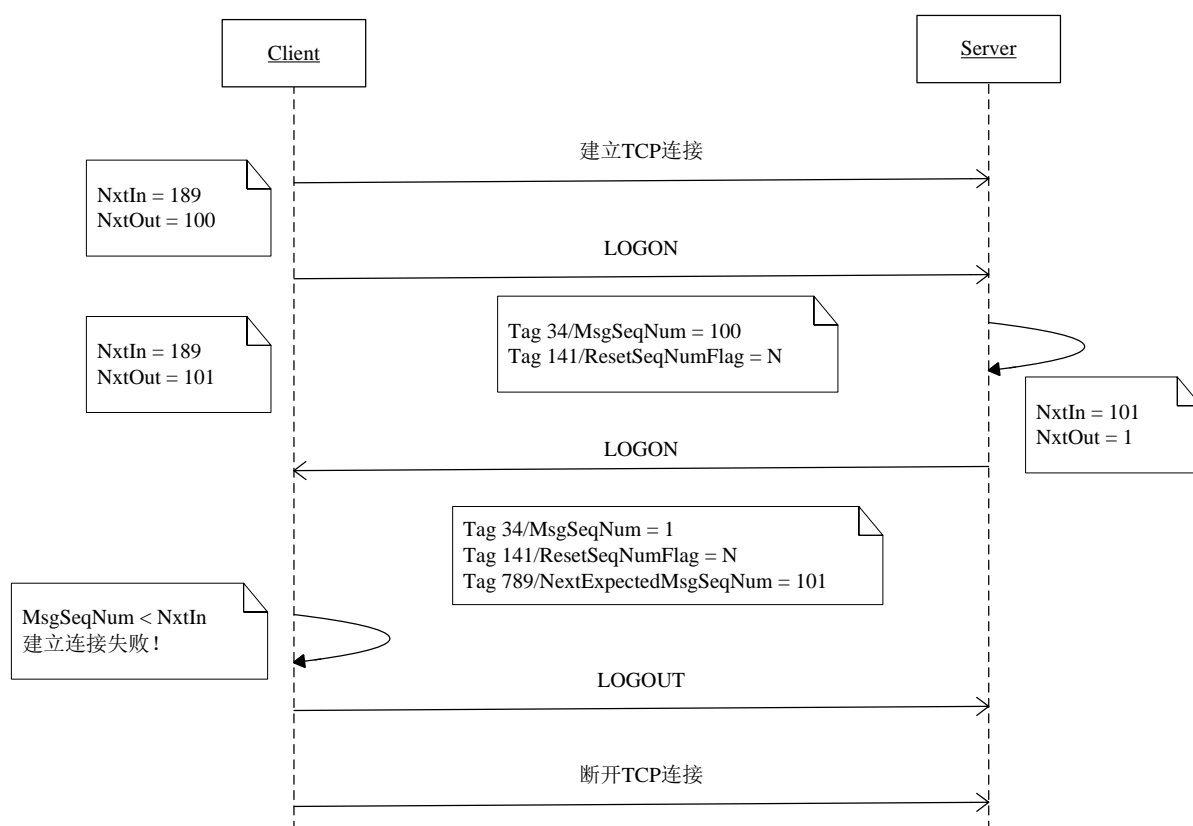 Client
Server
建立TCP连接
NxtIn = 189
NxtOut = 100
LOGON
Tag 34/MsgSeqNum = 100
Tag 141/ResetSeqNumFlag = N
NxtIn = 189
NxtOut = 101
NxtIn = 101
NxtOut = 1
LOGON
Tag 34/MsgSeqNum = 1
Tag 141/ResetSeqNumFlag = N
Tag 789/NextExpectedMsgSeqNum = 101
MsgSeqNum < NxtIn
建立连接失败！
LOGOUT
断开TCP连接